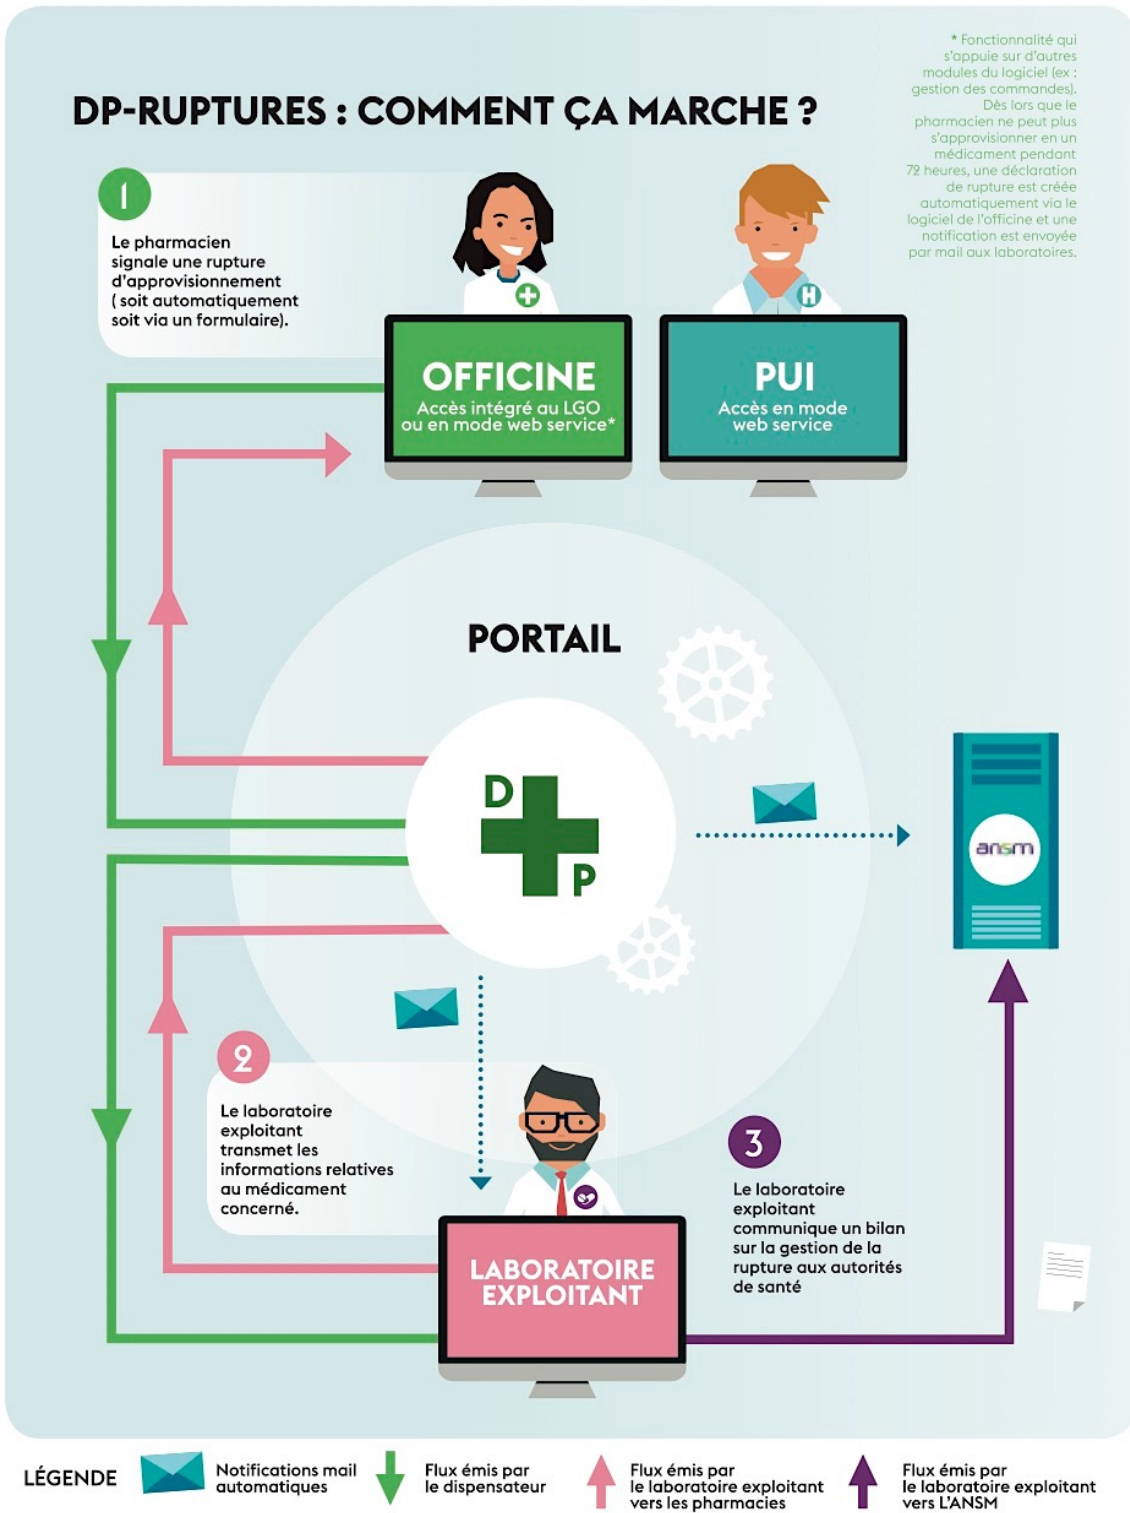 * Fonctionnalité qui
s'appuie sur d'autres
modules du logiciel (ex :
gestion des commandes).
Dès lors que le
pharmacien ne peut plus
s'approvisionner en un
médicament pendant
72 heures, une déclaration
de rupture est créée
automatiquement via le
logiciel de l'officine et une
notification est envoyée
par mail aux laboratoires.
DP-RUPTURES : COMMENT ÇA MARCHE ?
1
Le pharmacien
signale une rupture
d'approvisionnement
( soit automatiquement
soit via un formulaire).
H
OFFICINE
Accès intégré au LGO
ou en mode web service*
PUI
Accès en mode
web service
PORTAIL
D
P
ansm
2
Le laboratoire
exploitant
transmet les
informations relatives
au médicament
concerné.
3
Le laboratoire
exploitant
communique un bilan
sur la gestion de la
rupture aux autorités
de santé
LABORATOIRE
EXPLOITANT
LÉGENDE
Notifications mail
automatiques
Flux émis par
le dispensateur
Flux émis par
le laboratoire exploitant
vers les pharmacies
Flux émis par
le laboratoire exploitant
vers L'ANSM